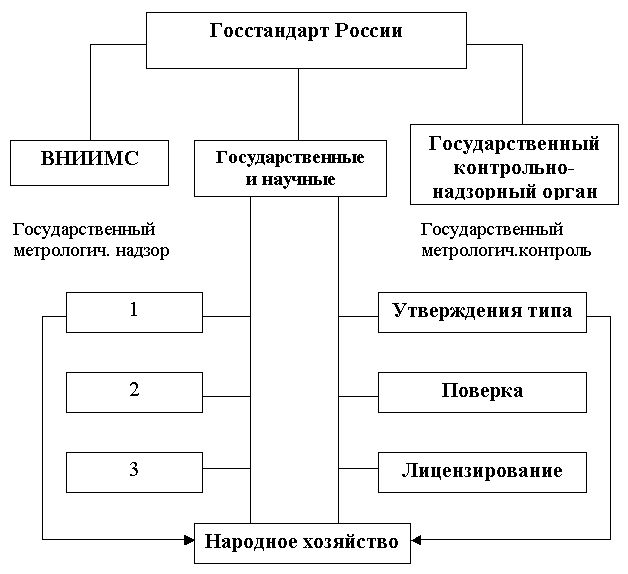 Госстандарт России
ВНИИМС
Государственные
и научные
Государственный
контрольно-
надзорный орган
Государственный
метрологич. надзор
Государственный
метрологич.контроль
1
Утверждения типа
2
Поверка
3
Лицензирование
Народное хозяйство